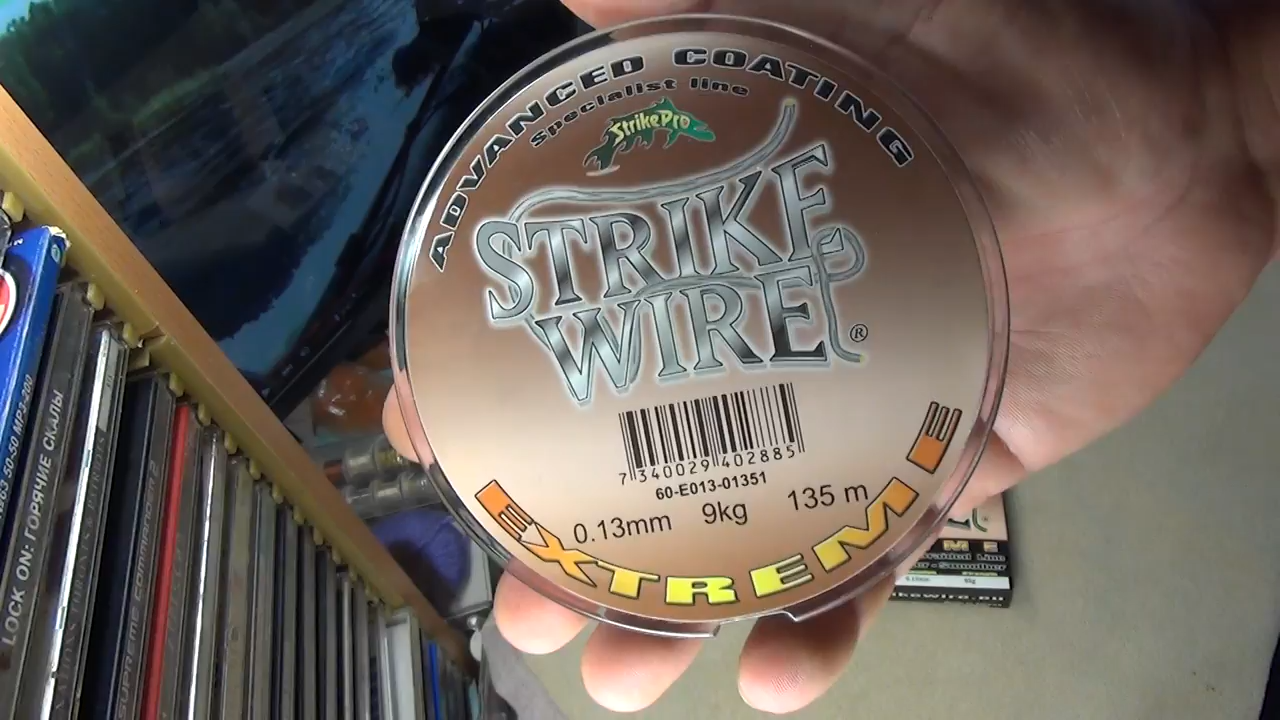 ADVANCED COATING
Specialist line
StrikePro
STRIKE
WIRE
®
7 340029 402885
60-E013-01351
0.13mm 9kg 135 m
EXTREME
LOCK ON: ГОРЯЧИЕ СКАЛЫ
SUPREME COMMANDER 2